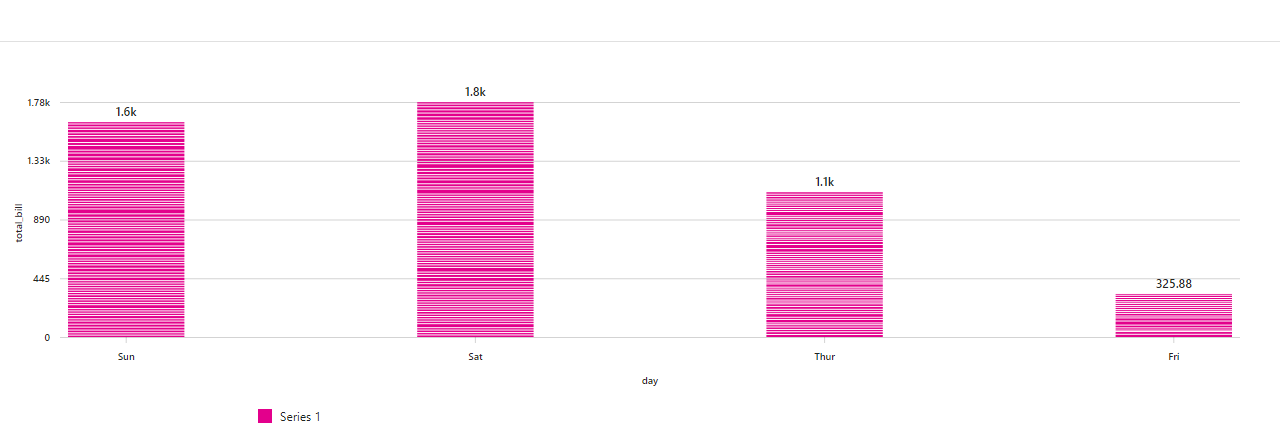 1.8k
1.78k
1.6k
1.33k
1.1k
890
total_bill
445
325.88
0
Sun Sat Thur Fri
day
Series 1